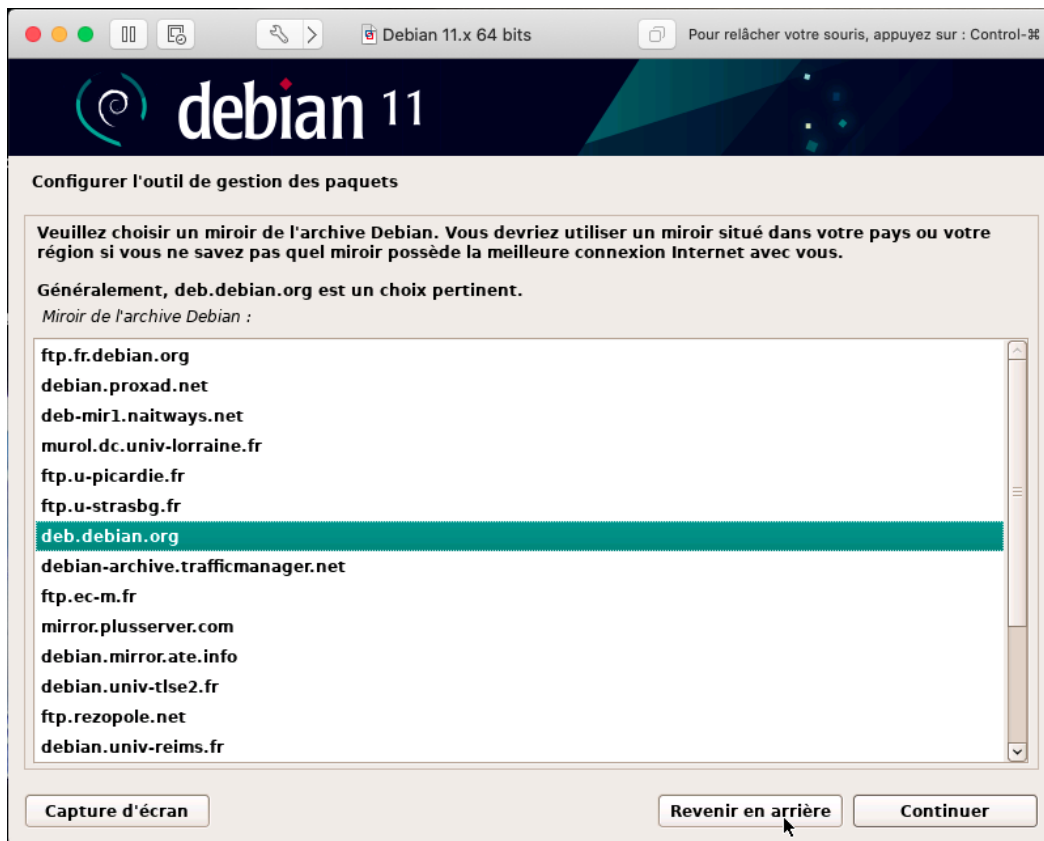 Debian 11.x 64 bits
Pour relâcher votre souris, appuyez sur : Control-⌘
debian 11
Configurer l'outil de gestion des paquets
Veuillez choisir un miroir de l'archive Debian. Vous devriez utiliser un miroir situé dans votre pays ou votre
région si vous ne savez pas quel miroir possède la meilleure connexion Internet avec vous.
Généralement, deb.debian.org est un choix pertinent.
Miroir de l'archive Debian :
ftp.fr.debian.org
debian.proxad.net
deb-mir1.naitways.net
murol.dc.univ-lorraine.fr
ftp.u-picardie.fr
ftp.u-strasbg.fr
deb.debian.org
debian-archive.trafficmanager.net
ftp.ec-m.fr
mirror.plusserver.com
debian.mirror.ate.info
debian.univ-tlse2.fr
ftp.rezopole.net
debian.univ-reims.fr
Capture d'écran
Revenir en arrière
Continuer